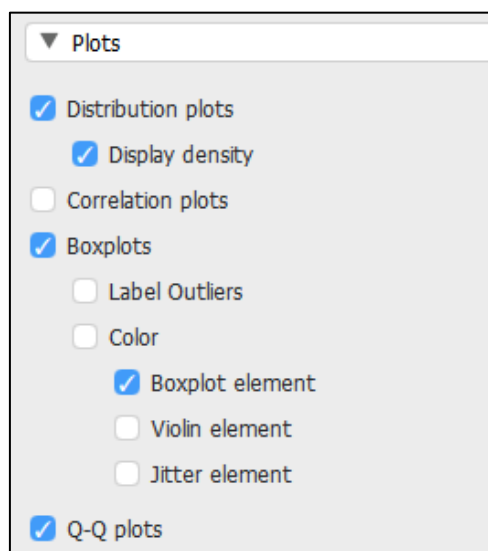 Plots
Distribution plots
Display density
Correlation plots
Boxplots
Label Outliers
Color
Boxplot element
Violin element
Jitter element
Q-Q plots